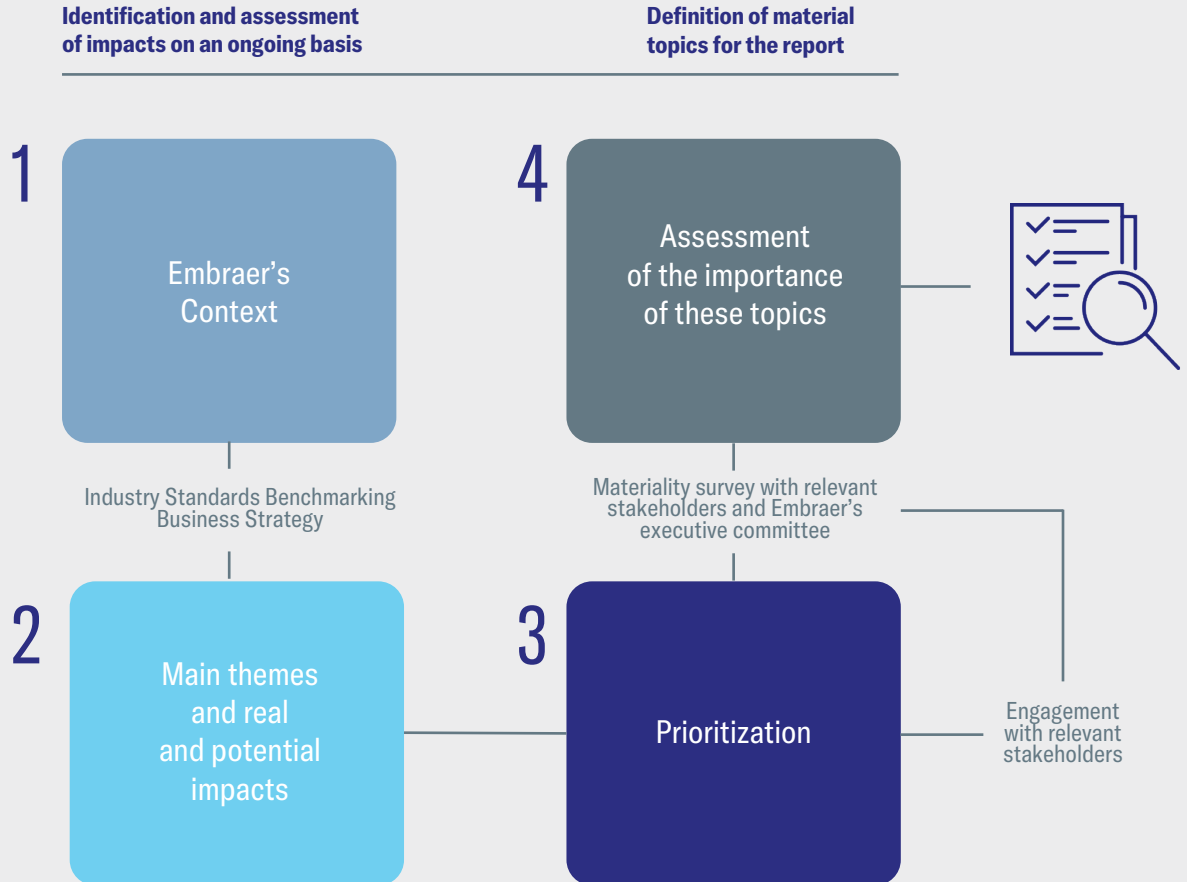 Identification and assessment
of impacts on an ongoing basis
Definition of material
topics for the report
1
Embraer’s
Context
Industry Standards Benchmarking
Business Strategy
2
Main themes
and real
and potential
impacts
3
Prioritization
4
Assessment
of the importance
of these topics
Materiality survey with relevant
stakeholders and Embraer’s
executive committee
Engagement
with relevant
stakeholders